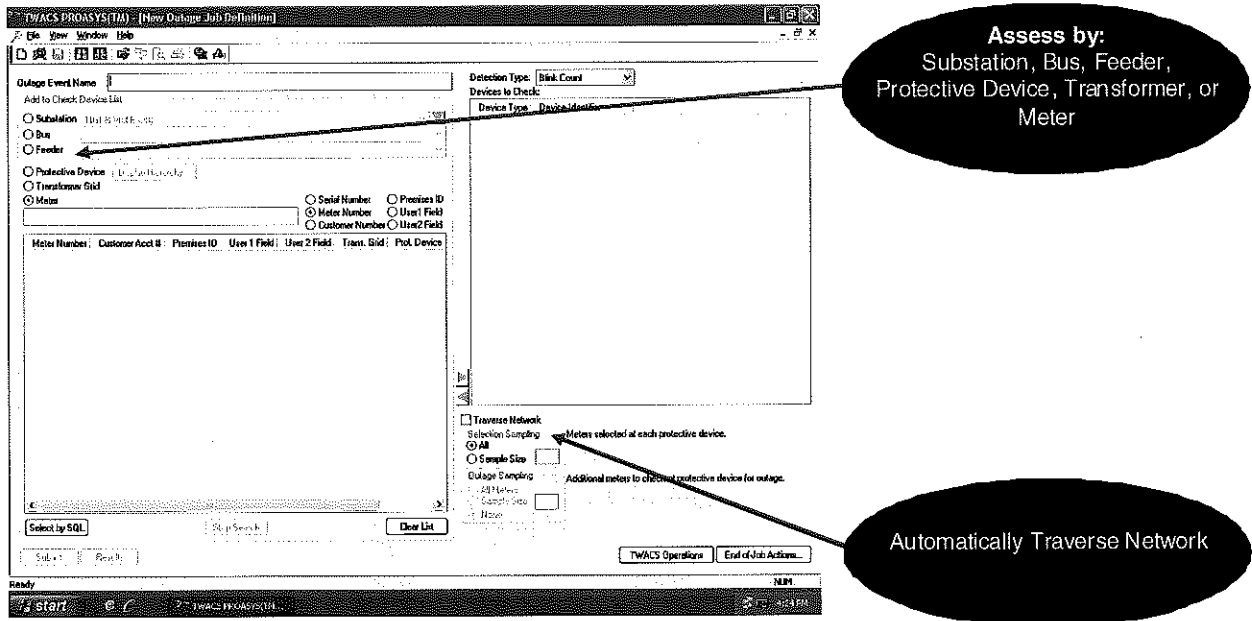 TWACS PROASYS(TM) - [New Outage Job Definition]
File View Window Help
Outage Event Name
Detection Type: Blink Count
Add to Check Device List
Devices to Check:
Device Type Device Identifier
Substation
Bus
Feeder
Protective Device Display Hierarchy
Transformer Grid
Meter
Serial Number Premises ID
Meter Number User1 Field
Customer Number User2 Field
Meter Number Customer Acct # Premises ID User 1 Field User 2 Field Trans. Grid Prot. Device
Traverse Network
Selection Sampling Meters selected at each protective device.
All
Sample Size
Outage Sampling Additional meters to check at protective device for outage.
All Meters
Sample Size
None
Select by SQL Stop Search Clear List
Submit Results
TWACS Operations End of Job Actions...
Ready NUM
start TWACS PROASYS(TM... 4:24 PM
Assess by:
Substation, Bus, Feeder,
Protective Device, Transformer, or
Meter
Automatically Traverse Network